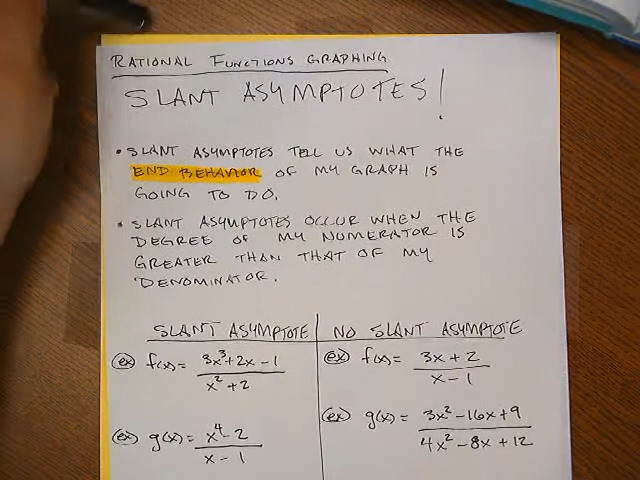 RATIONAL FUNCTIONS GRAPHING
SLANT ASYMPTOTES!
• SLANT ASYMPTOTES TELL US WHAT THE
END BEHAVIOR OF MY GRAPH IS
GOING TO DO.
• SLANT ASYMPTOTES OCCUR WHEN THE
DEGREE OF MY NUMERATOR IS
GREATER THAN THAT OF MY
DENOMINATOR.
SLANT ASYMPTOTE | NO SLANT ASYMPTOTE
(ex) f(x) = (3x³+2x-1)/(x²+2)
(ex) g(x) = (x⁴-2)/(x-1)
(ex) f(x) = (3x+2)/(x-1)
(ex) g(x) = (3x²-16x+9)/(4x²-8x+12)